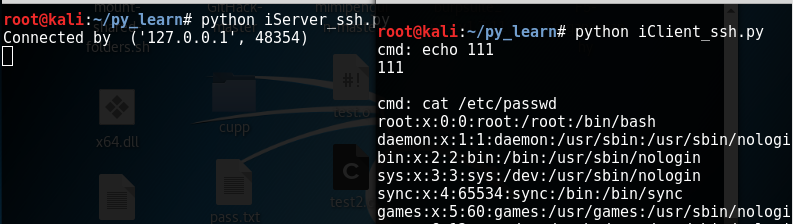 root@kali:~/py_learn# python iServer_ssh.py
Connected by  ('127.0.0.1', 48354)
folders.sh
x64.dll
cupp
pass.txt
#!
C
root@kali:~/py_learn# python iClient_ssh.py
cmd: echo 111
111
cmd: cat /etc/passwd
root:x:0:0:root:/root:/bin/bash
daemon:x:1:1:daemon:/usr/sbin:/usr/sbin/nologi
bin:x:2:2:bin:/bin:/usr/sbin/nologin
sys:x:3:3:sys:/dev:/usr/sbin/nologin
sync:x:4:65534:sync:/bin:/bin/sync
games:x:5:60:games:/usr/games:/usr/sbin/nologi